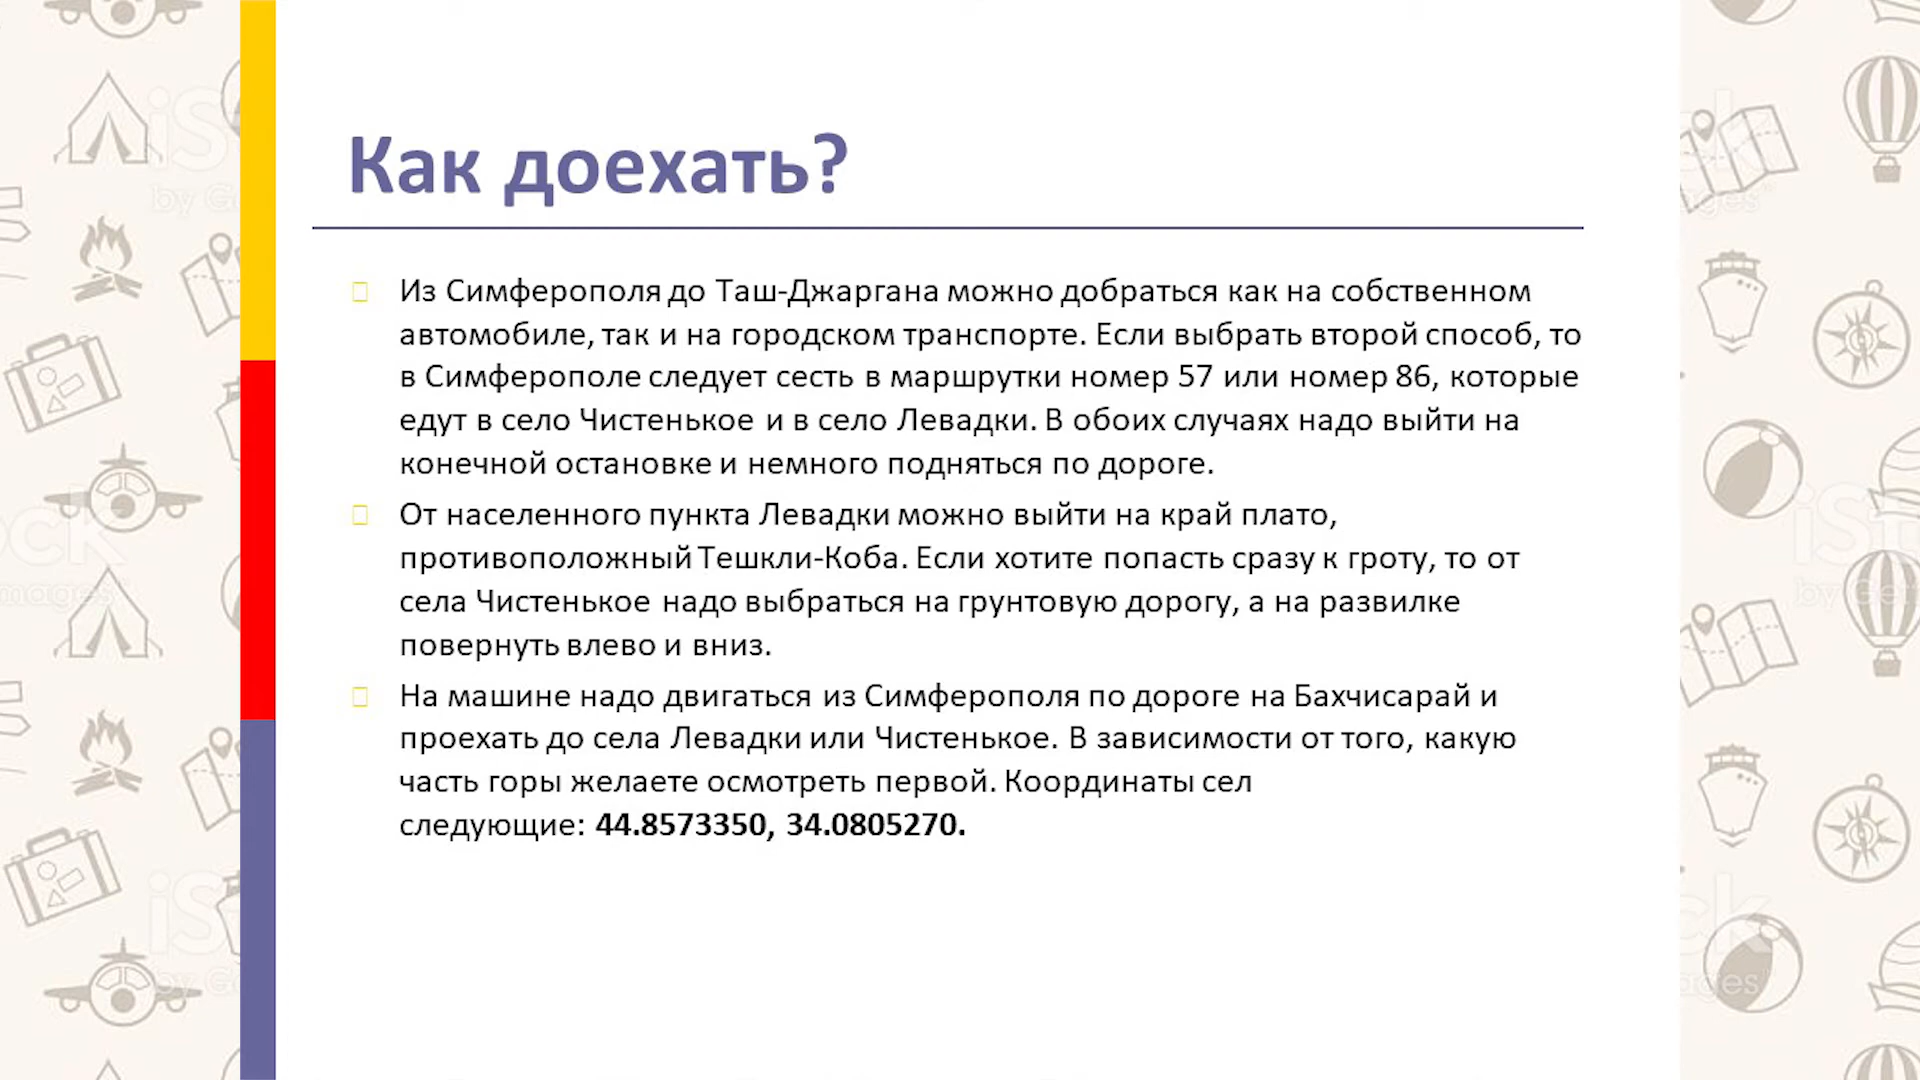 Как доехать?
Из Симферополя до Таш-Джаргана можно добраться как на собственном
автомобиле, так и на городском транспорте. Если выбрать второй способ, то
в Симферополе следует сесть в маршрутки номер 57 или номер 86, которые
едут в село Чистенькое и в село Левадки. В обоих случаях надо выйти на
конечной остановке и немного подняться по дороге.
От населенного пункта Левадки можно выйти на край плато,
противоположный Тешкли-Коба. Если хотите попасть сразу к гроту, то от
села Чистенькое надо выбраться на грунтовую дорогу, а на развилке
повернуть влево и вниз.
На машине надо двигаться из Симферополя по дороге на Бахчисарай и
проехать до села Левадки или Чистенькое. В зависимости от того, какую
часть горы желаете осмотреть первой. Координаты сел
следующие: 44.8573350, 34.0805270.